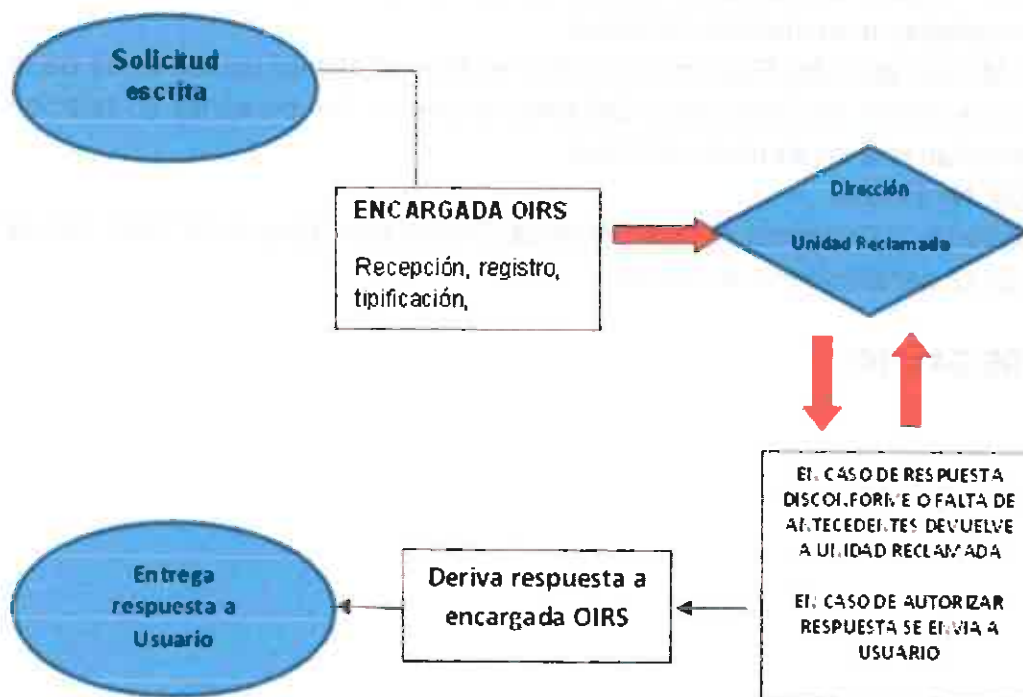 Solicitud
escrita
ENCARGADA OIRS
Recepción, registro,
tipificación,
Dirección
Unidad Reclamada
EN CASO DE RESPUESTA
DISCONFORME O FALTA DE
ANTECEDENTES DEVUELVE
A UNIDAD RECLAMADA
EN CASO DE AUTORIZAR
RESPUESTA SE ENVIA A
USUARIO
Deriva respuesta a
encargada OIRS
Entrega
respuesta a
Usuario